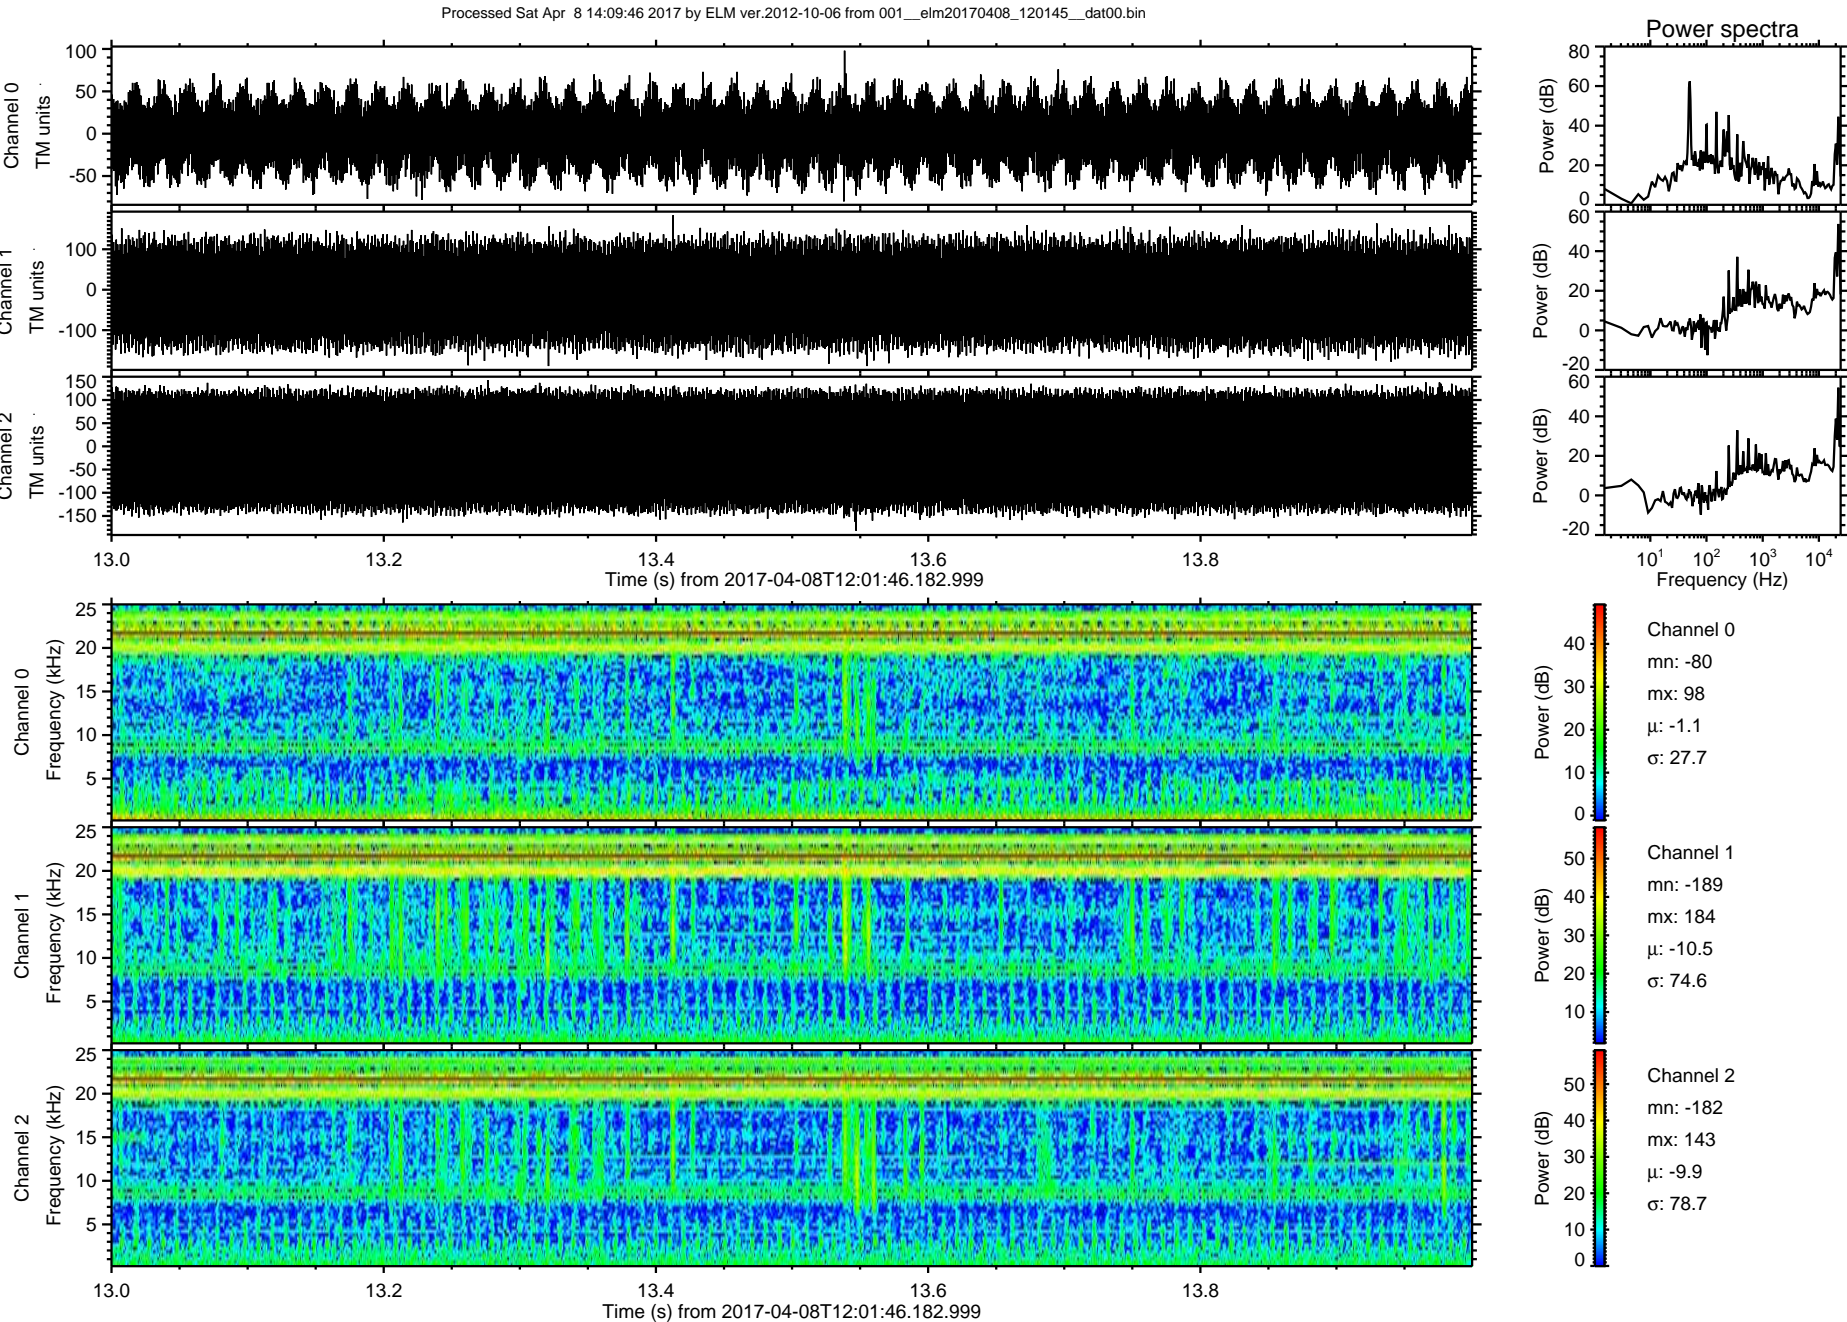 Processed Sat Apr  8 14:09:46 2017 by ELM ver.2012-10-06 from 001__elm20170408_120145__dat00.bin
Power spectra
Channel 0
TM units
100
50
0
-50
Power (dB)
80
60
40
20
0
Channel 1
TM units
100
0
-100
Power (dB)
60
40
20
0
-20
Channel 2
TM units
150
100
50
0
-50
-100
-150
Power (dB)
60
40
20
0
-20
13.0 13.2 13.4 13.6 13.8
Time (s) from 2017-04-08T12:01:46.182.999
10^1 10^2 10^3 10^4
Frequency (Hz)
Channel 0
Frequency (kHz)
25
20
15
10
5
Power (dB)
40
30
20
10
0
Channel 0
mn: -80
mx: 98
μ: -1.1
σ: 27.7
Channel 1
Frequency (kHz)
25
20
15
10
5
Power (dB)
50
40
30
20
10
Channel 1
mn: -189
mx: 184
μ: -10.5
σ: 74.6
Channel 2
Frequency (kHz)
25
20
15
10
5
Power (dB)
50
40
30
20
10
0
Channel 2
mn: -182
mx: 143
μ: -9.9
σ: 78.7
13.0 13.2 13.4 13.6 13.8
Time (s) from 2017-04-08T12:01:46.182.999